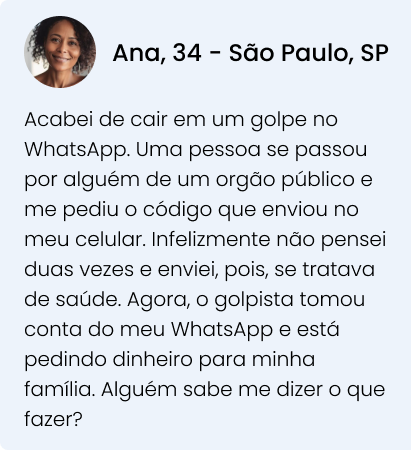 Ana, 34 - São Paulo, SP
Acabei de cair em um golpe no
WhatsApp. Uma pessoa se passou
por alguém de um orgão público e
me pediu o código que enviou no
meu celular. Infelizmente não pensei
duas vezes e enviei, pois, se tratava
de saúde. Agora, o golpista tomou
conta do meu WhatsApp e está
pedindo dinheiro para minha
família. Alguém sabe me dizer o que
fazer?